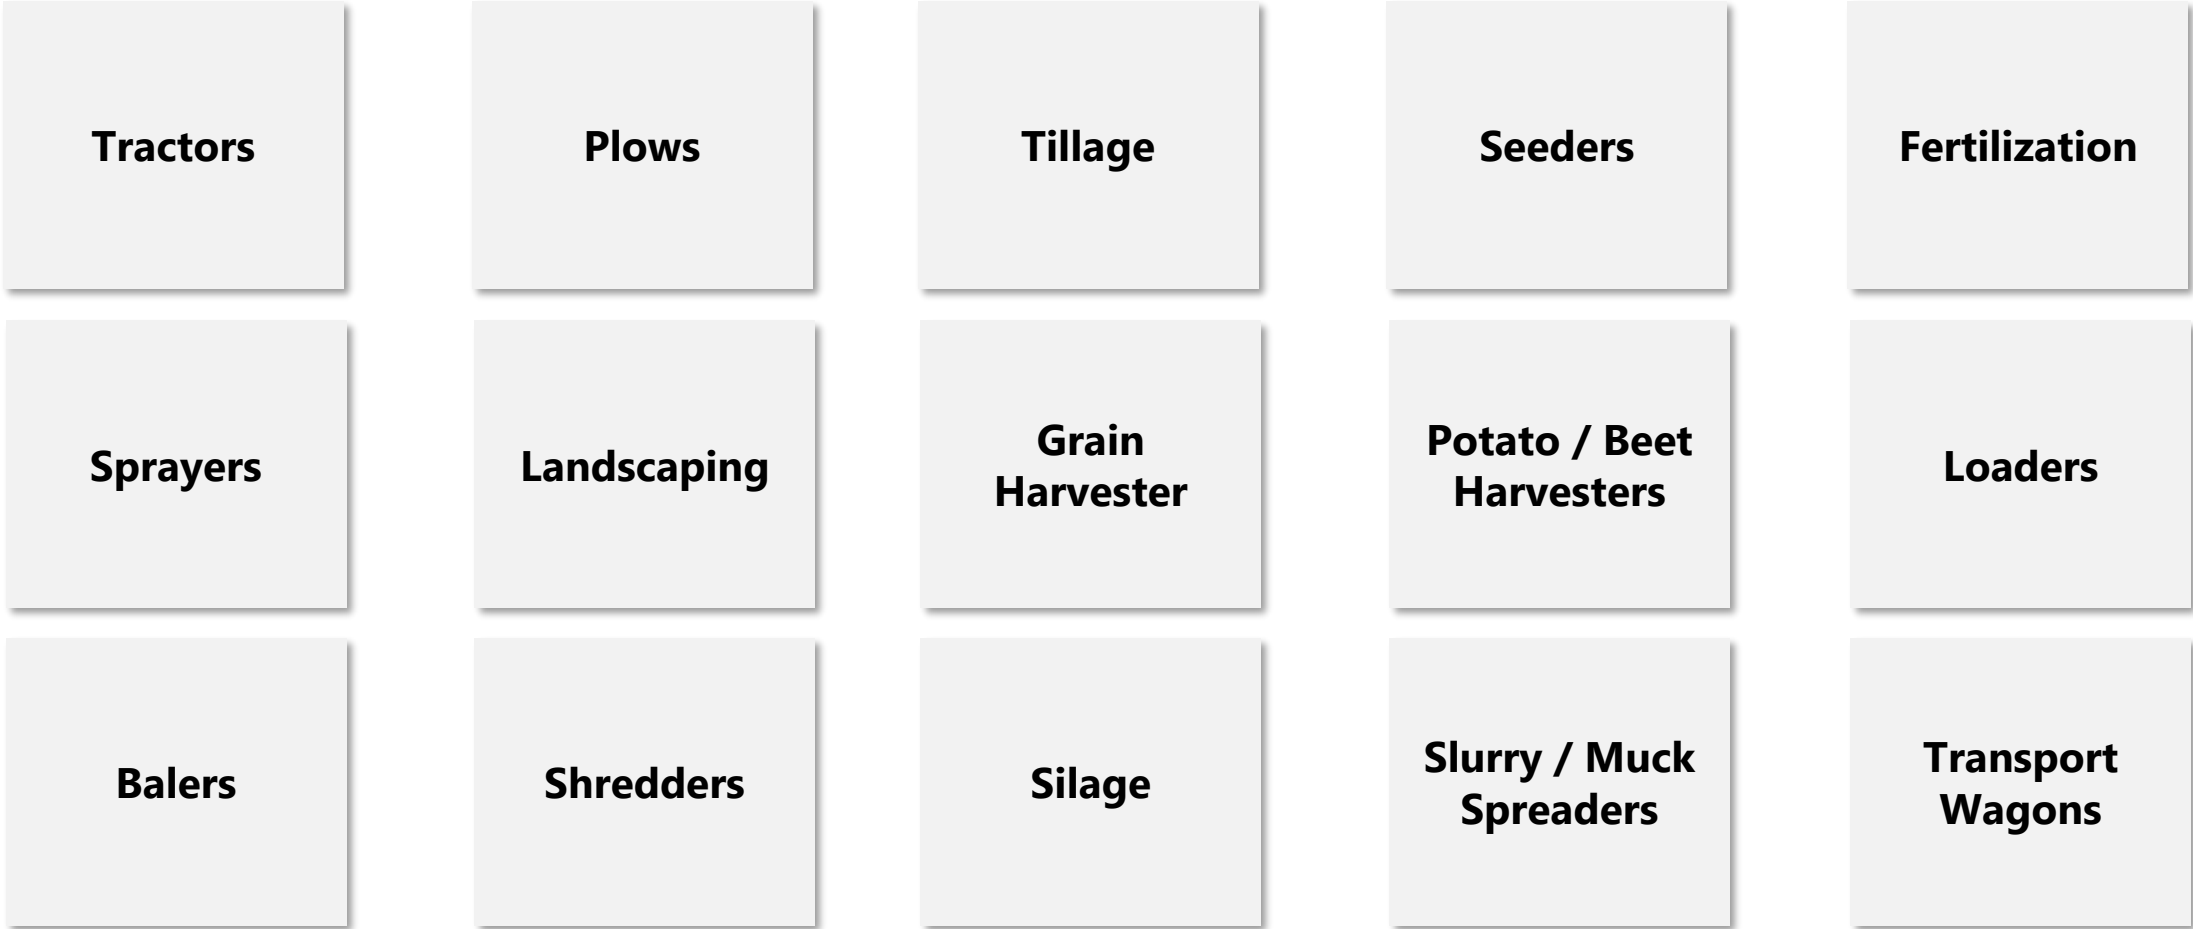 Tractors
Plows
Tillage
Seeders
Fertilization
Sprayers
Landscaping
Grain
Harvester
Potato / Beet
Harvesters
Loaders
Balers
Shredders
Silage
Slurry / Muck
Spreaders
Transport
Wagons